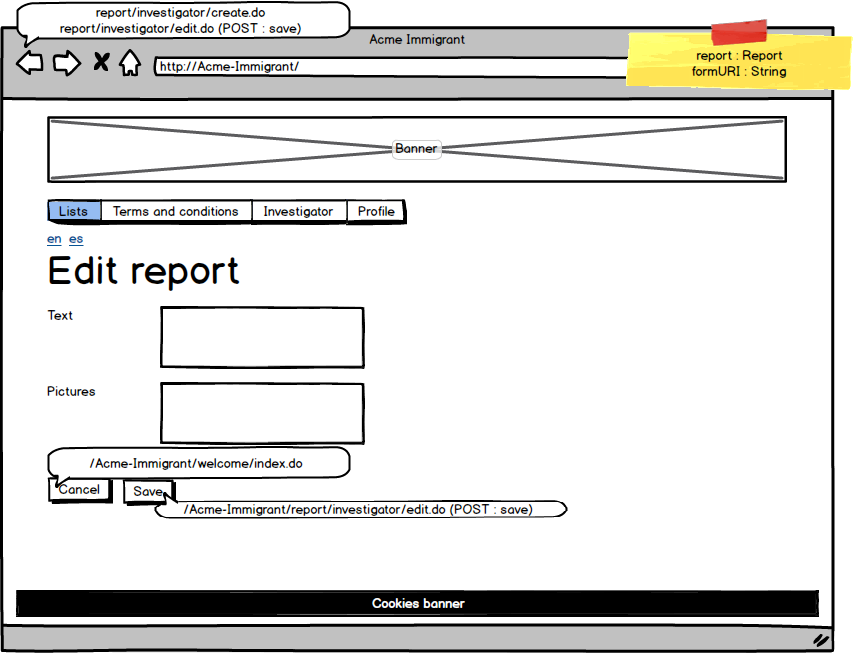 report/investigator/create.do
report/investigator/edit.do (POST : save)
Acme Immigrant
report : Report
formURI : String
http://Acme-Immigrant/
Banner
Lists Terms and conditions Investigator Profile
en es
Edit report
Text
Pictures
/Acme-Immigrant/welcome/index.do
Cancel Save
/Acme-Immigrant/report/investigator/edit.do (POST : save)
Cookies banner